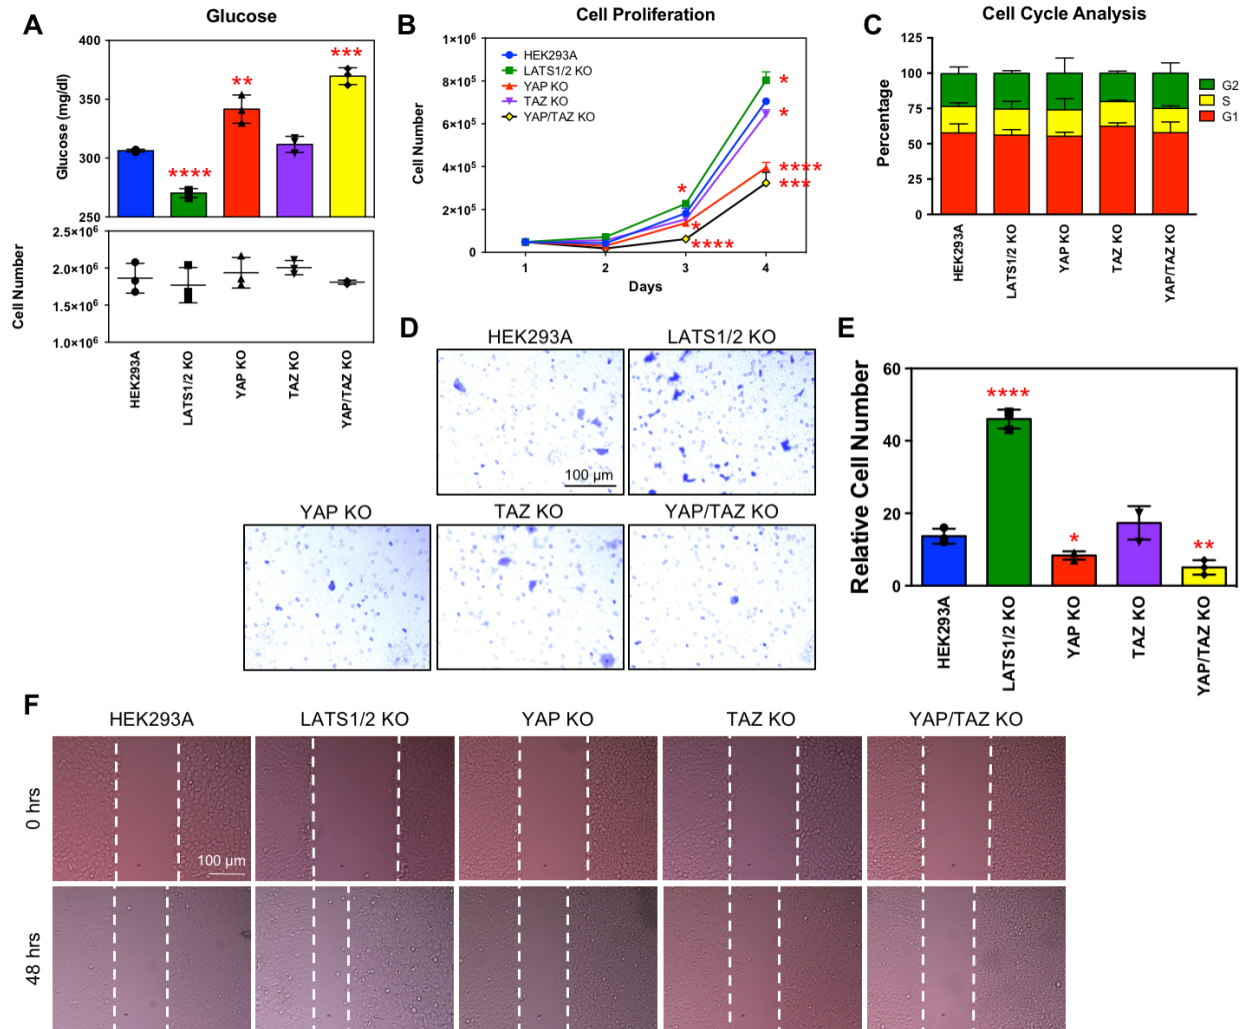 A
Glucose
Glucose (mg/dl)
400
350
300
250
****
**
***
Cell Number
2.5×10⁶
2.0×10⁶
1.5×10⁶
1.0×10⁶
HEK293A
LATS1/2 KO
YAP KO
TAZ KO
YAP/TAZ KO
B
Cell Proliferation
Cell Number
1×10⁶
8×10⁵
6×10⁵
4×10⁵
2×10⁵
0
HEK293A
LATS1/2 KO
YAP KO
TAZ KO
YAP/TAZ KO
*
*
*
****
***
*
****
1
2
3
4
Days
C
Cell Cycle Analysis
Percentage
125
100
75
50
25
0
G2
S
G1
HEK293A
LATS1/2 KO
YAP KO
TAZ KO
YAP/TAZ KO
D
HEK293A
LATS1/2 KO
100 µm
YAP KO
TAZ KO
YAP/TAZ KO
E
Relative Cell Number
60
40
20
0
****
*
**
HEK293A
LATS1/2 KO
YAP KO
TAZ KO
YAP/TAZ KO
F
HEK293A
LATS1/2 KO
YAP KO
TAZ KO
YAP/TAZ KO
0 hrs
100 µm
48 hrs